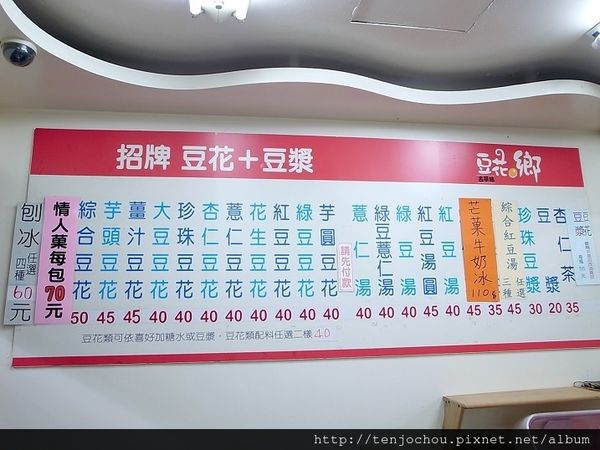 招牌 豆花+豆漿
豆花鄉
古早味
刨冰任選四種60元
情人菓每包70元
綜合豆花 50
芋頭豆花 45
薑汁豆花 45
大豆豆花 40
珍珠豆花 40
杏仁豆花 40
薏仁豆花 40
花生豆花 40
紅豆豆花 40
綠豆豆花 40
芋圓豆花 40
請先付款
薏仁湯 40
綠豆薏仁湯 40
綠豆湯 40
紅豆湯圓 45
紅豆湯 40
芒菓牛奶冰 110
45 35
綜合紅豆湯任選三種 45
珍珠豆漿 30
豆漿 20
杏仁茶 35
豆花類可依喜好加糖水或豆漿，豆花類配料任選二樣 40
http://tenjochou.pixnet.net/album